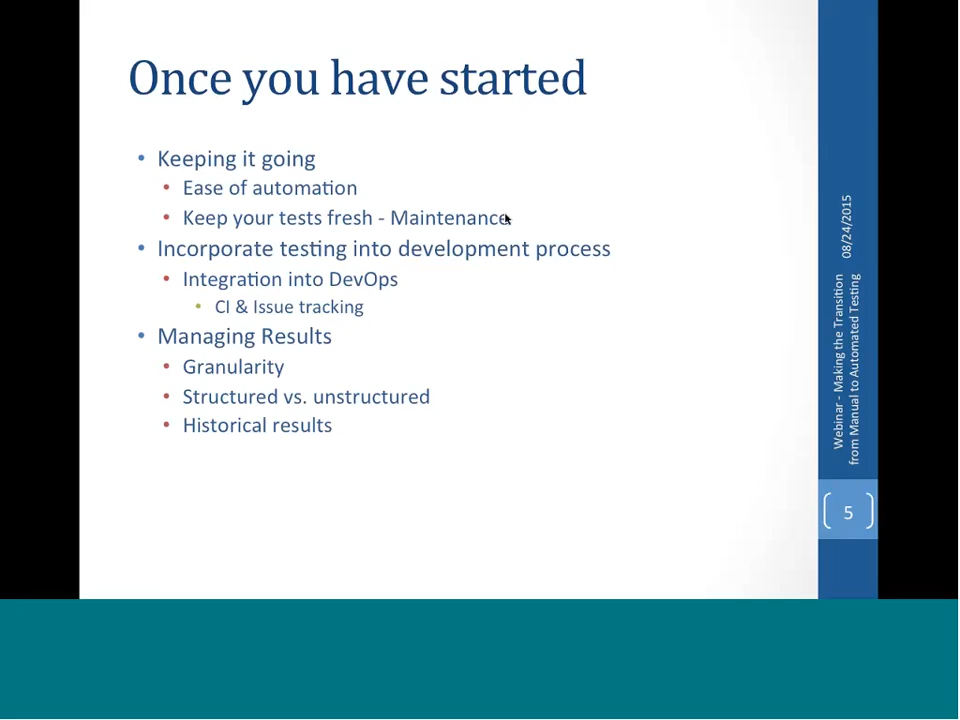 Once you have started
• Keeping it going
• Ease of automation
• Keep your tests fresh - Maintenance
• Incorporate testing into development process
• Integration into DevOps
• CI & Issue tracking
• Managing Results
• Granularity
• Structured vs. unstructured
• Historical results
08/24/2015
Webinar - Making the Transition
from Manual to Automated Testing
5